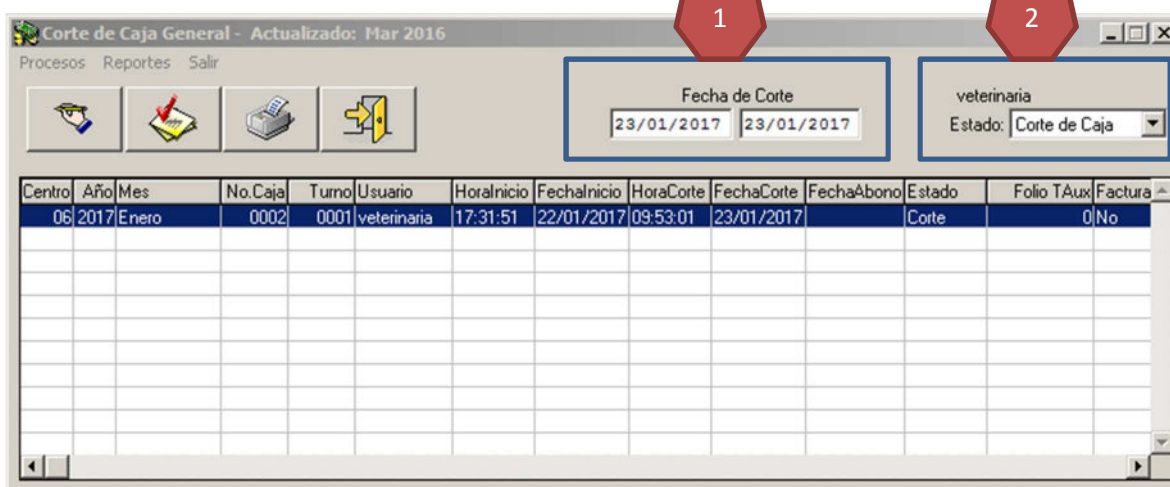 1
2
Corte de Caja General - Actualizado: Mar 2016
Procesos Reportes Salir
Fecha de Corte
veterinaria
23/01/2017 23/01/2017
Estado: Corte de Caja
Centro Año Mes No.Caja Turno Usuario HoraInicio FechaInicio HoraCorte FechaCorte FechaAbono Estado Folio TAux Factura
06 2017 Enero 0002 0001 veterinaria 17:31:51 22/01/2017 09:53:01 23/01/2017 Corte 0 No